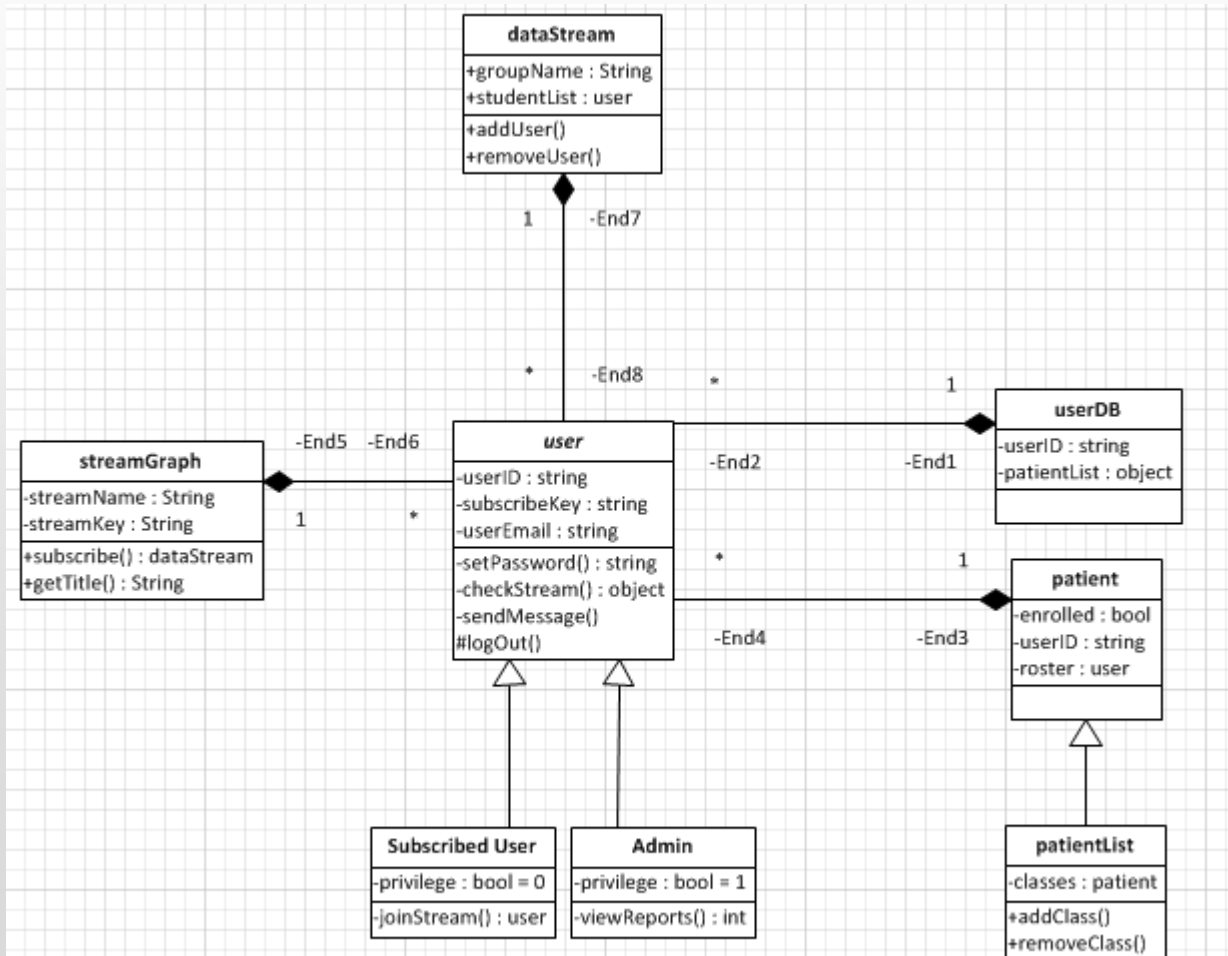 dataStream
+groupName : String
+studentList : user
+addUser()
+removeUser()
1
-End7
*
-End8
streamGraph
-streamName : String
-streamKey : String
+subscribe() : dataStream
+getTitle() : String
-End5
-End6
1
*
user
-userID : string
-subscribeKey : string
-userEmail : string
-setPassword() : string
-checkStream() : object
-sendMessage()
#logOut()
*
1
-End2
-End1
userDB
-userID : string
-patientList : object
*
1
-End4
-End3
patient
-enrolled : bool
-userID : string
-roster : user
Subscribed User
-privilege : bool = 0
-joinStream() : user
Admin
-privilege : bool = 1
-viewReports() : int
patientList
-classes : patient
+addClass()
+removeClass()